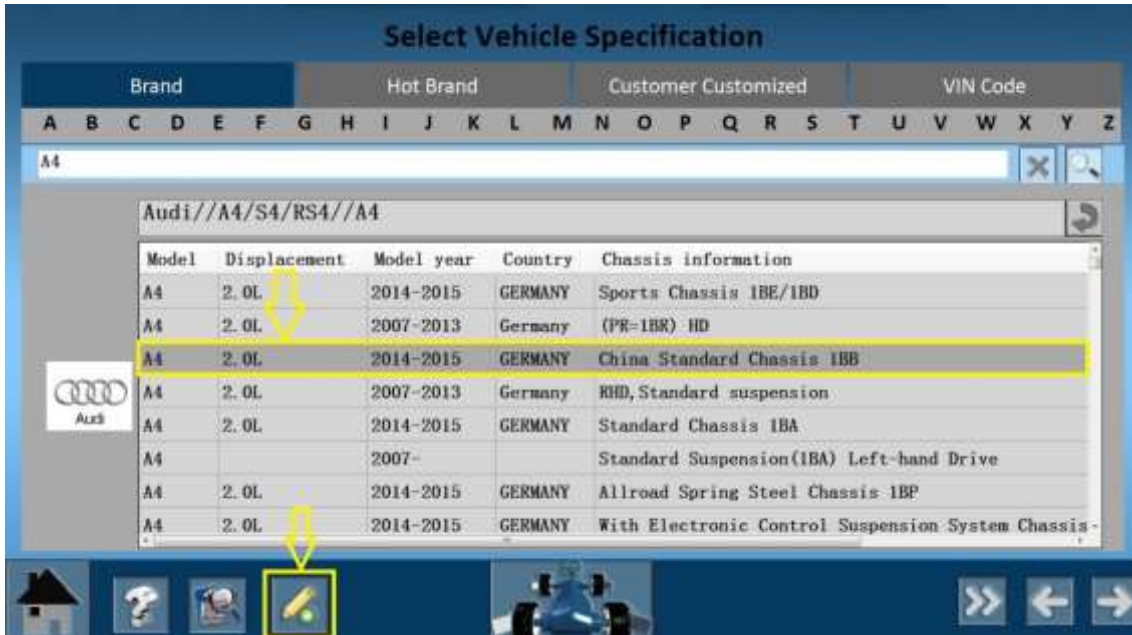 Select Vehicle Specification
Brand Hot Brand Customer Customized VIN Code
A B C D E F G H I J K L M N O P Q R S T U V W X Y Z
A4
Audi//A4/S4/RS4//A4
Model Displacement Model year Country Chassis information
A4 2.0L 2014-2015 GERMANY Sports Chassis 1BE/1BD
A4 2.0L 2007-2013 Germany (PR=1BR) HD
A4 2.0L 2014-2015 GERMANY China Standard Chassis 1BB
A4 2.0L 2007-2013 Germany RHD,Standard suspension
A4 2.0L 2014-2015 GERMANY Standard Chassis 1BA
A4 2007- Standard Suspension(1BA) Left-hand Drive
A4 2.0L 2014-2015 GERMANY Allroad Spring Steel Chassis 1BP
A4 2.0L 2014-2015 GERMANY With Electronic Control Suspension System Chassis-
Audi